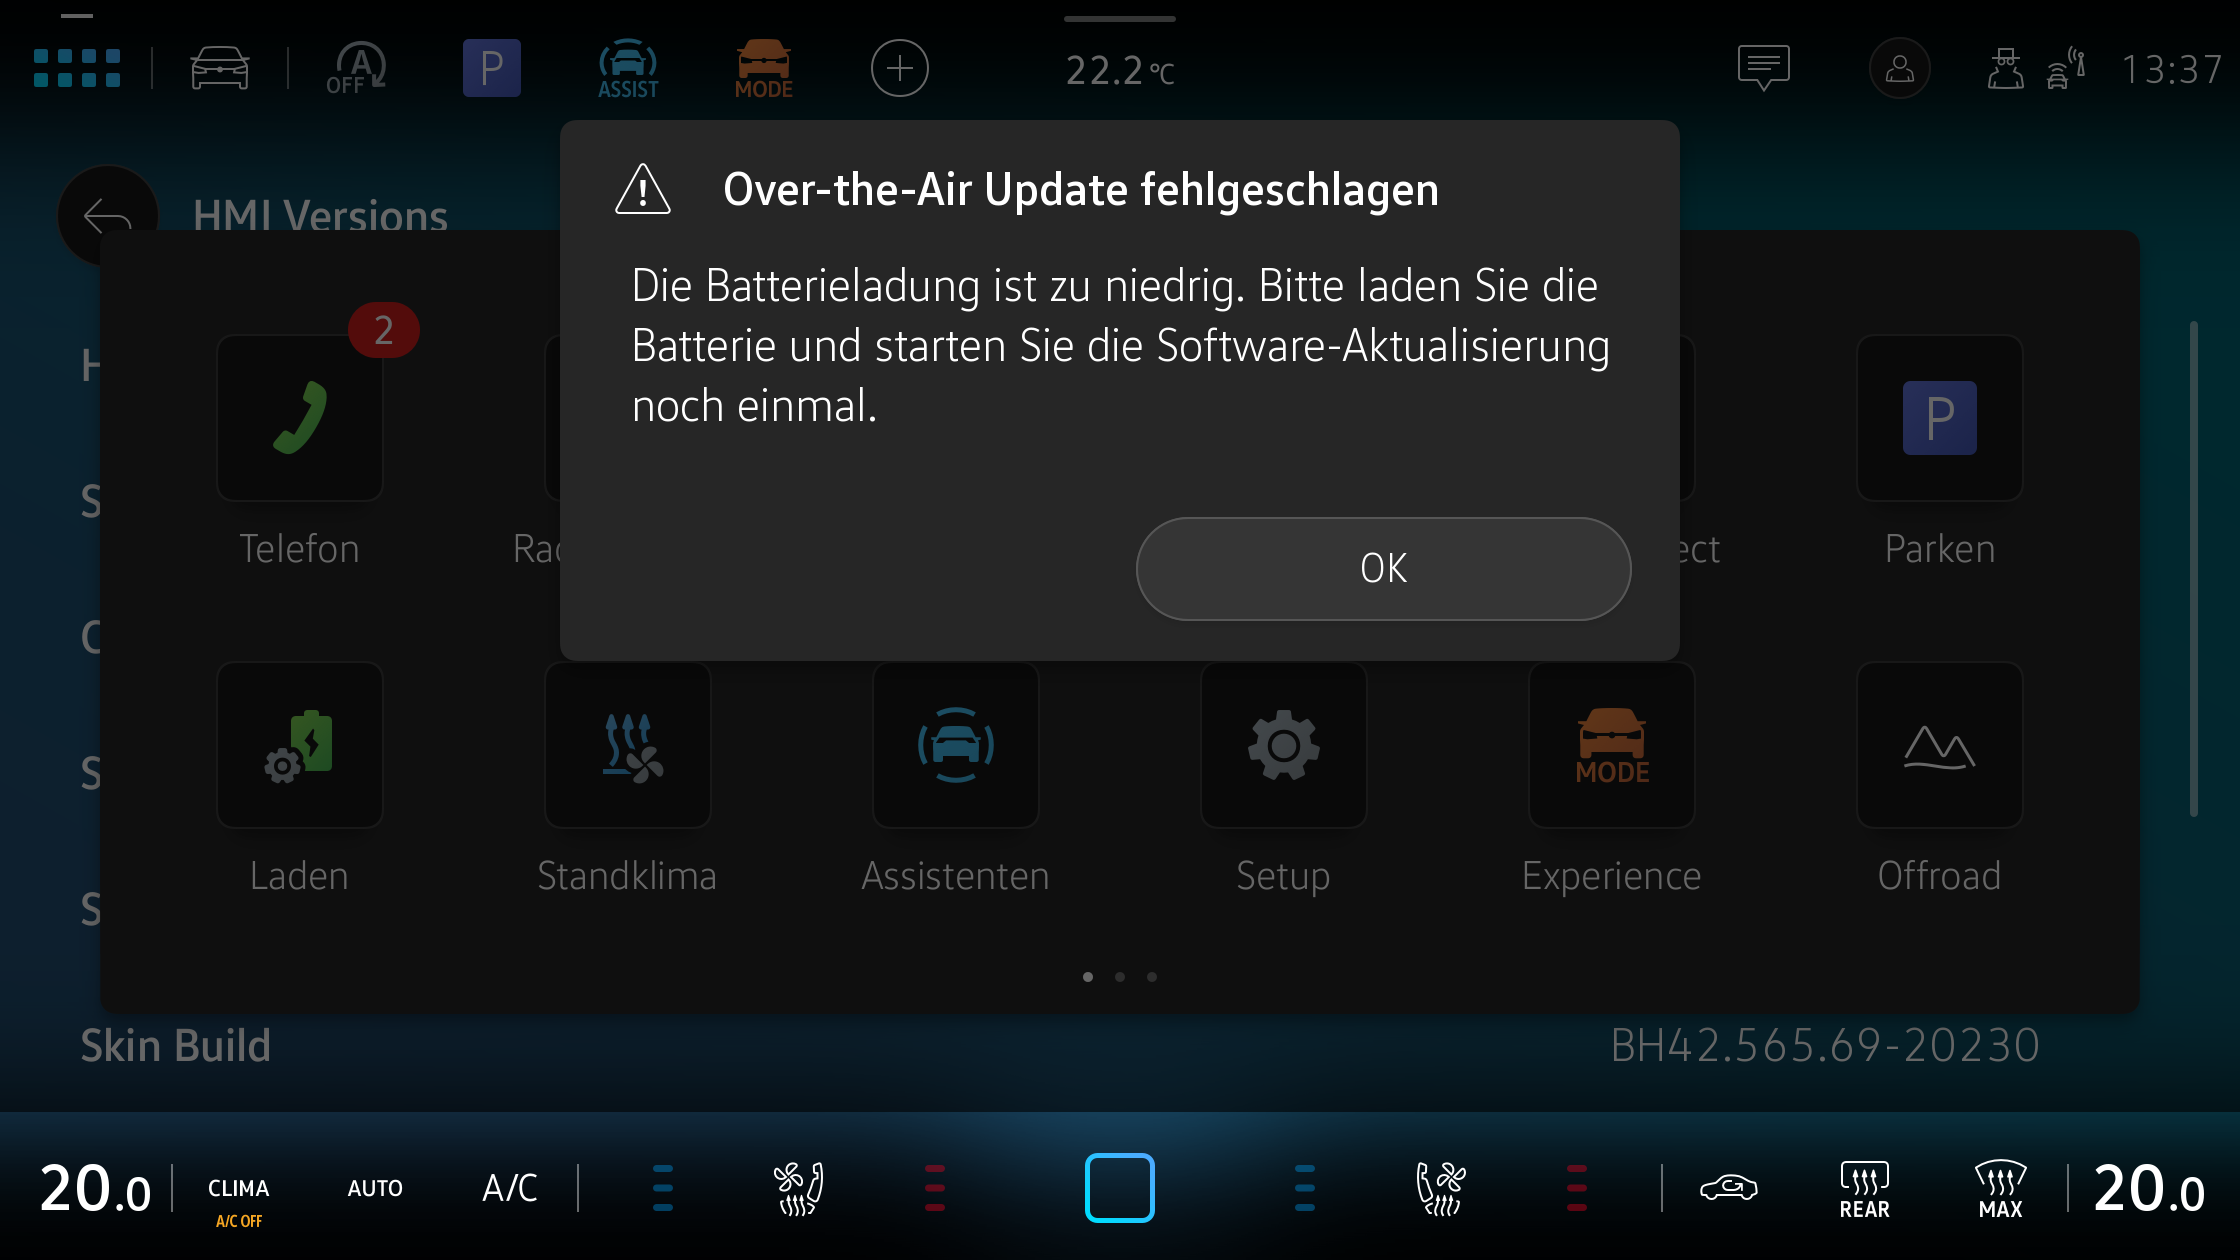 A
OFF
P
ASSIST
MODE
22.2 °C
13:37
HMI Versions
Over-the-Air Update fehlgeschlagen
Die Batterieladung ist zu niedrig. Bitte laden Sie die
Batterie und starten Sie die Software-Aktualisierung
noch einmal.
OK
2
P
Telefon
Parken
MODE
Laden
Standklima
Assistenten
Setup
Experience
Offroad
Skin Build
BH42.565.69-20230
20.0
CLIMA
A/C OFF
AUTO
A/C
REAR
MAX
20.0